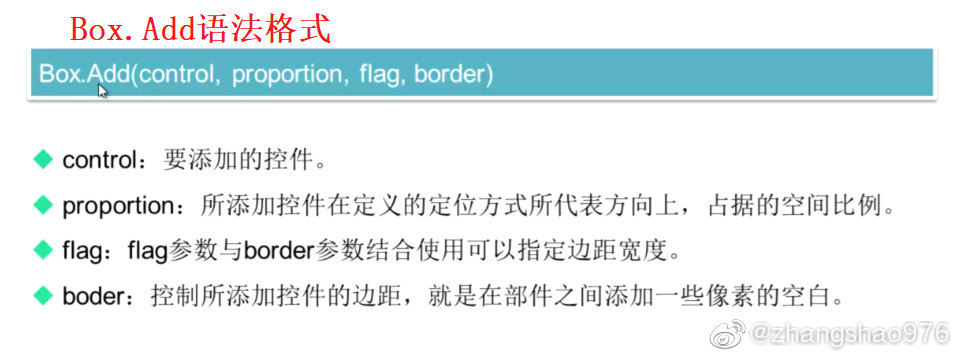 Box.Add语法格式
Box.Add(control, proportion, flag, border)
control：要添加的控件。
proportion：所添加控件在定义的定位方式所代表方向上，占据的空间比例。
flag：flag参数与border参数结合使用可以指定边距宽度。
boder：控制所添加控件的边距，就是在部件之间添加一些像素的空白。
@zhangshao976